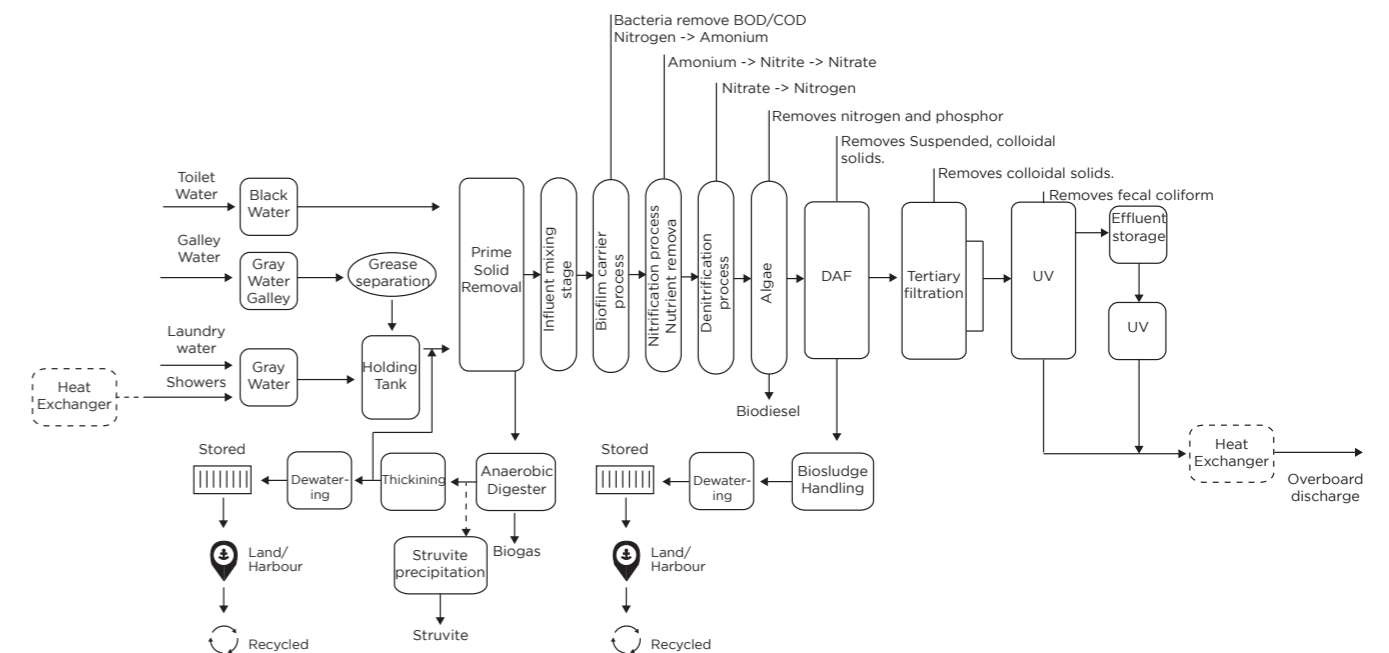 Bacteria remove BOD/COD
Nitrogen -> Amonium
Amonium -> Nitrite -> Nitrate
Nitrate -> Nitrogen
Removes nitrogen and phosphor
Removes Suspended, colloidal
solids.
Removes colloidal solids.
Removes fecal coliform
Toilet
Water
Black
Water
Galley
Water
Gray
Water
Galley
Grease
separation
Laundry
water
Showers
Heat
Exchanger
Gray
Water
Holding
Tank
Prime
Solid
Removal
Influent mixing
stage
Biofilm carrier
process
Nitrification process
Nutrient remova
Denitrification
process
Algae
DAF
Tertiary
filtration
UV
Effluent
storage
UV
Biodiesel
Heat
Exchanger
Overboard
discharge
Stored
Dewater-
ing
Thickining
Anaerobic
Digester
Biogas
Struvite
precipitation
Struvite
Land/
Harbour
Recycled
Stored
Dewater-
ing
Biosludge
Handling
Land/
Harbour
Recycled